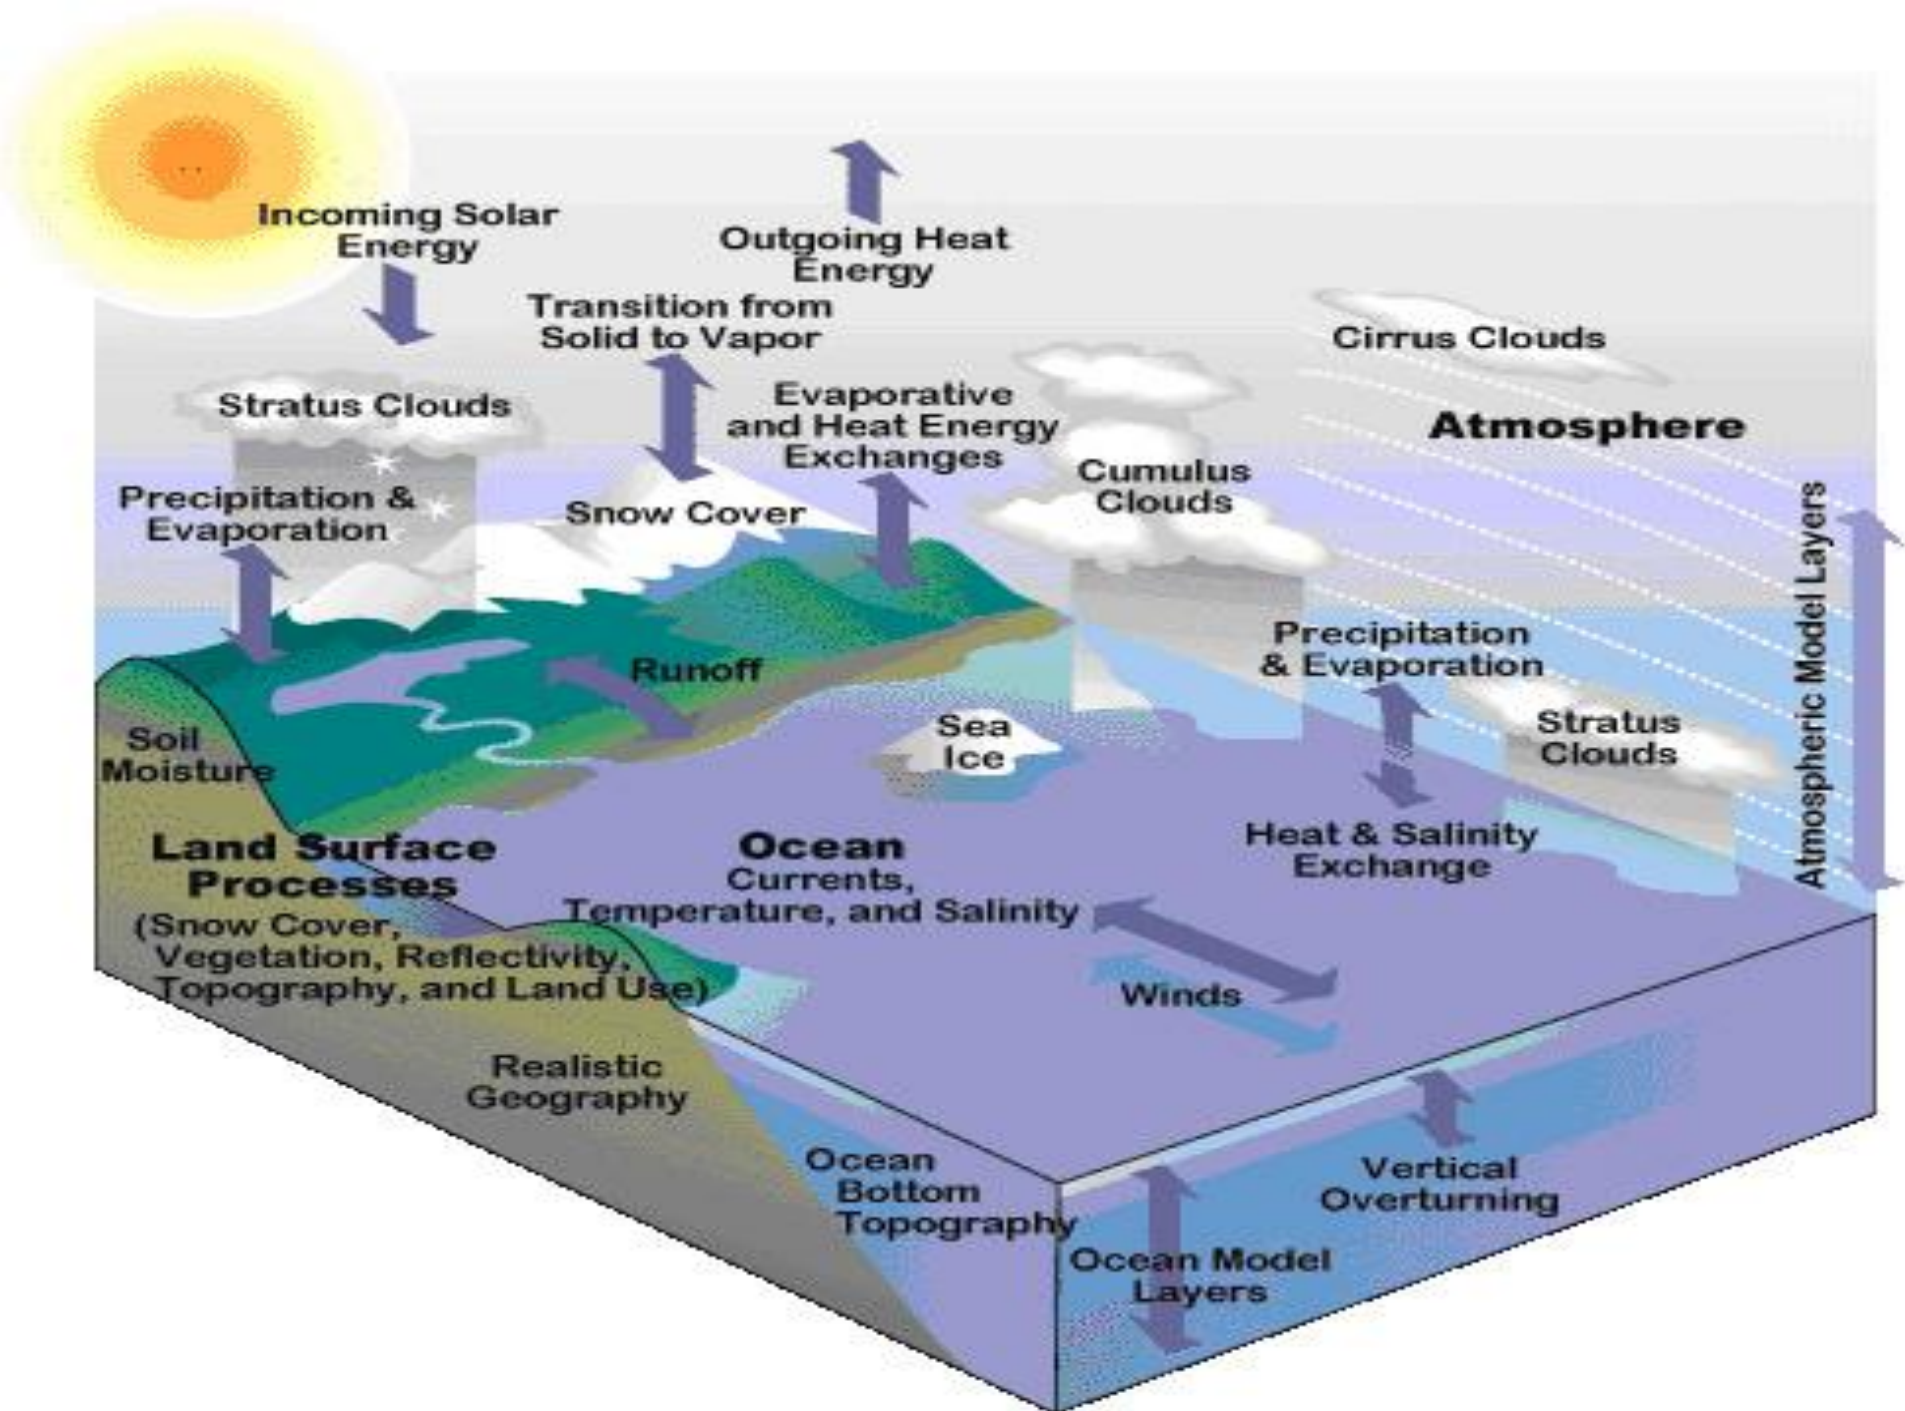 Incoming Solar
Energy
Outgoing Heat
Energy
Transition from
Solid to Vapor
Cirrus Clouds
Stratus Clouds
Evaporative
and Heat Energy
Exchanges
Atmosphere
Cumulus
Clouds
Precipitation &
Evaporation
Snow Cover
Atmospheric Model Layers
Precipitation
& Evaporation
Runoff
Sea
Ice
Stratus
Clouds
Soil
Moisture
Land Surface
Processes
(Snow Cover,
Vegetation, Reflectivity,
Topography, and Land Use)
Ocean
Currents,
Temperature, and Salinity
Heat & Salinity
Exchange
Winds
Realistic
Geography
Ocean
Bottom
Topography
Vertical
Overturning
Ocean Model
Layers